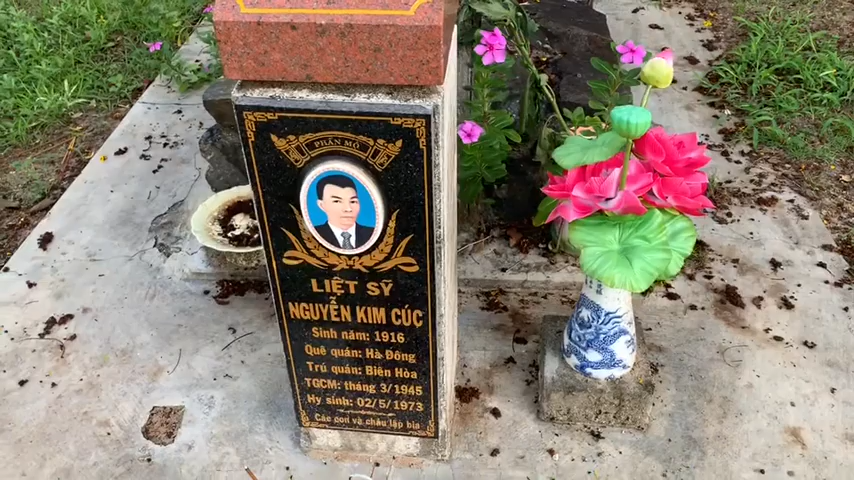 PHẦN MỘ
LIỆT SỸ
NGUYỄN KIM CÚC
Sinh năm: 1916
Quê quán: Hà Đông
Trú quán: Biên Hòa
TGCM: tháng 3/1945
Hy sinh: 02/5/1973
Các con và cháu lập bia